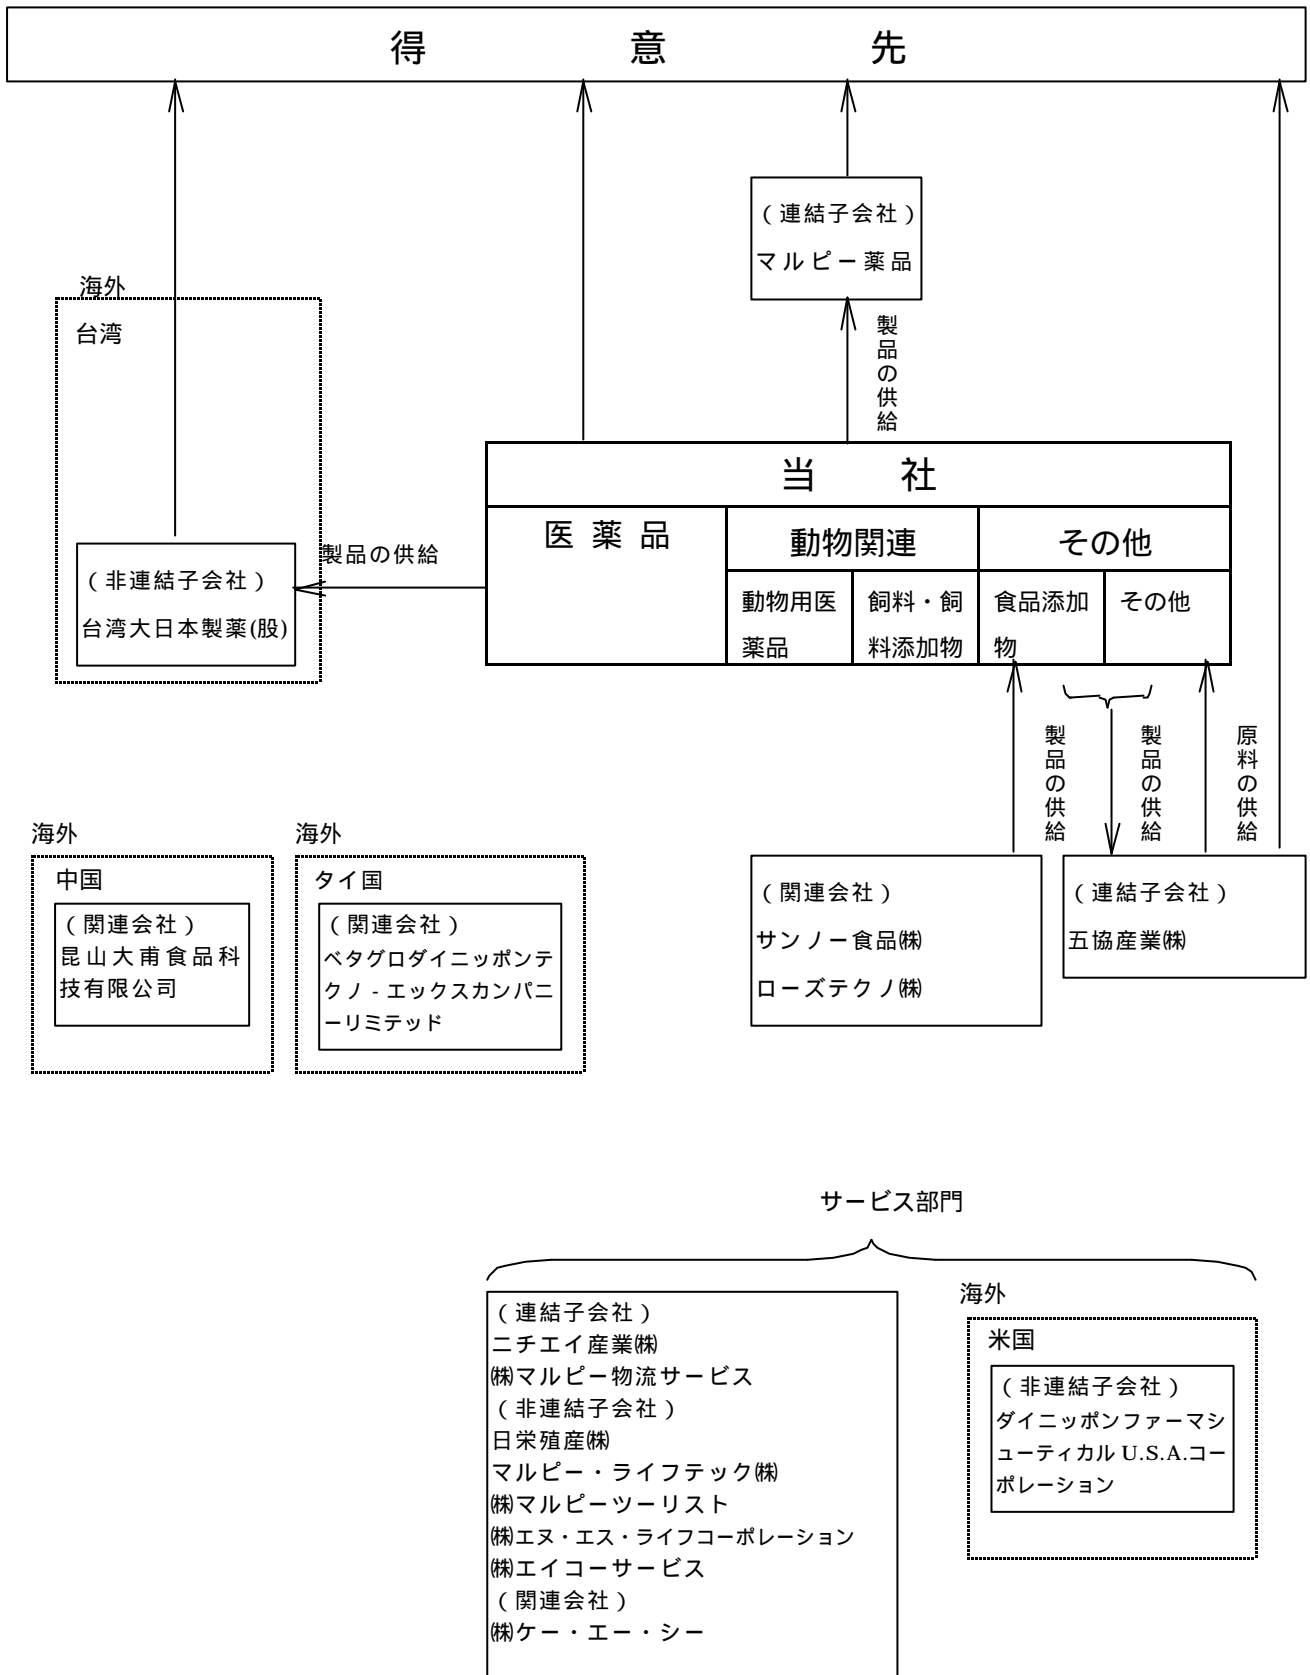 得意先
（連結子会社）
マルピー薬品
製品の供給
海外
台湾
（非連結子会社）
台湾大日本製薬(股)
製品の供給
当社
医薬品
動物関連
その他
動物用医
薬品
飼料・飼
料添加物
食品添加
物
その他
製品の供給
製品の供給
原料の供給
海外
中国
（関連会社）
昆山大甫食品科
技有限公司
海外
タイ国
（関連会社）
ベタグロダイニッポンテ
クノ-エックスカンパニ
ーリミテッド
（関連会社）
サンノー食品㈱
ローズテクノ㈱
（連結子会社）
五協産業㈱
サービス部門
（連結子会社）
ニチエイ産業㈱
㈱マルピー物流サービス
（非連結子会社）
日栄殖産㈱
マルピー・ライフテック㈱
㈱マルピーツーリスト
㈱エヌ・エス・ライフコーポレーション
㈱エイコーサービス
（関連会社）
㈱ケー・エー・シー
海外
米国
（非連結子会社）
ダイニッポンファーマシ
ューティカル U.S.A.コー
ポレーション